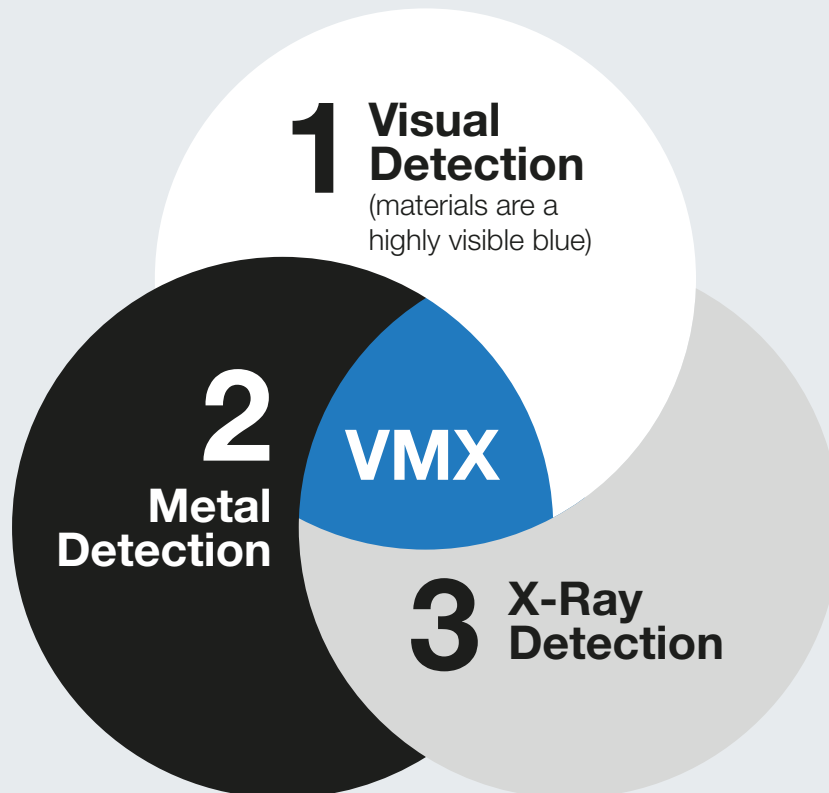 1
Visual
Detection
(materials are a
highly visible blue)
2
Metal
Detection
VMX
3
X-Ray
Detection